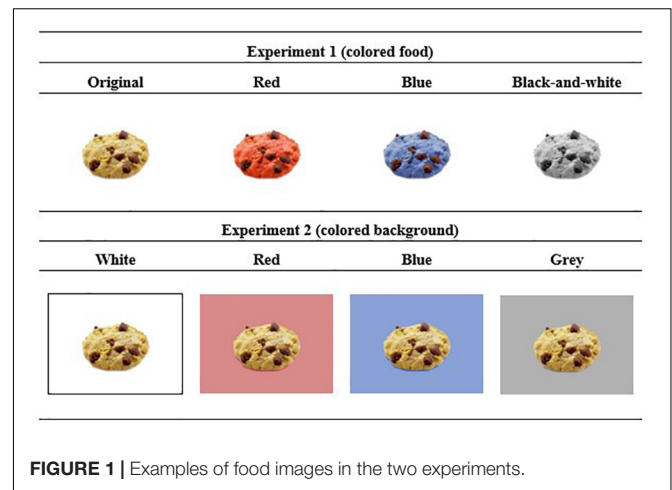 Experiment 1 (colored food)
Original Red Blue Black-and-white
Experiment 2 (colored background)
White Red Blue Grey
FIGURE 1 | Examples of food images in the two experiments.